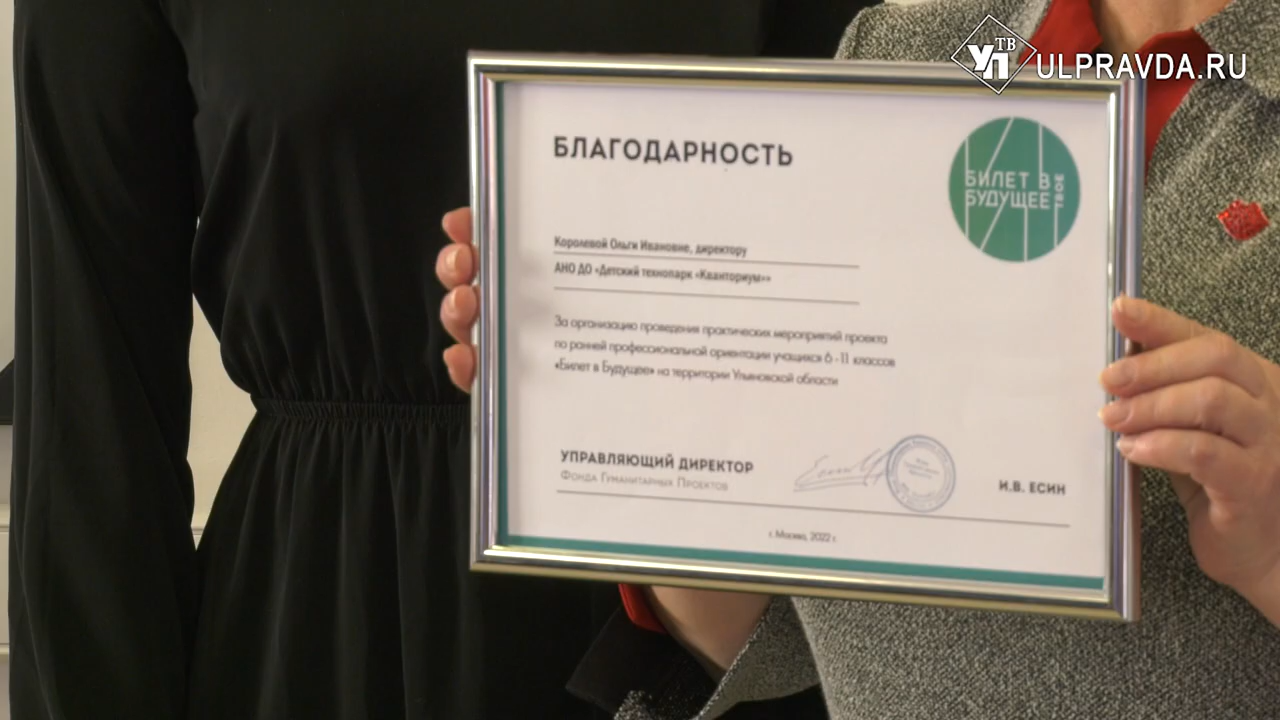 УП ТВ ULPRAVDA.RU
БЛАГОДАРНОСТЬ
БИЛЕТ В
БУДУЩЕЕ
ТВОЕ
Королевой Ольги Ивановне, директору
АНО ДО «Детский технопарк «Кванториум»»
За организацию проведения практических мероприятий проекта
по ранней профессиональной ориентации учащихся 6 - 11 классов
«Билет в Будущее» на территории Ульяновской области
УПРАВЛЯЮЩИЙ ДИРЕКТОР
Фонда Гуманитарных Проектов
И.В. ЕСИН
г. Москва, 2022 г.